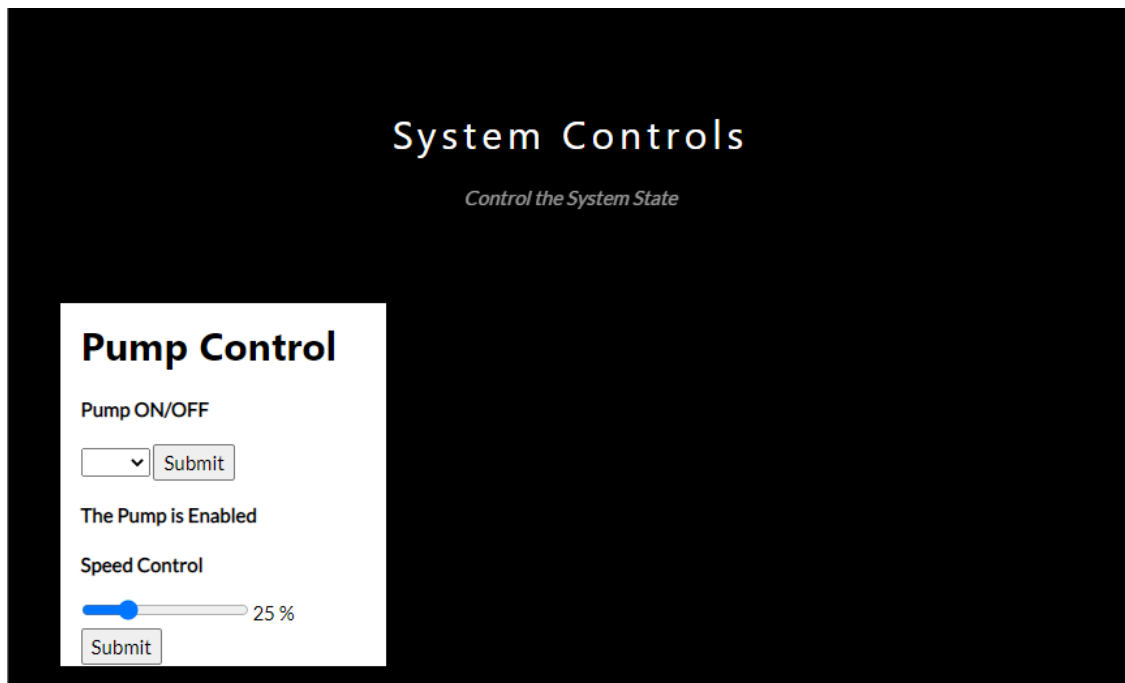 System Controls
Control the System State
Pump Control
Pump ON/OFF
Submit
The Pump is Enabled
Speed Control
25 %
Submit